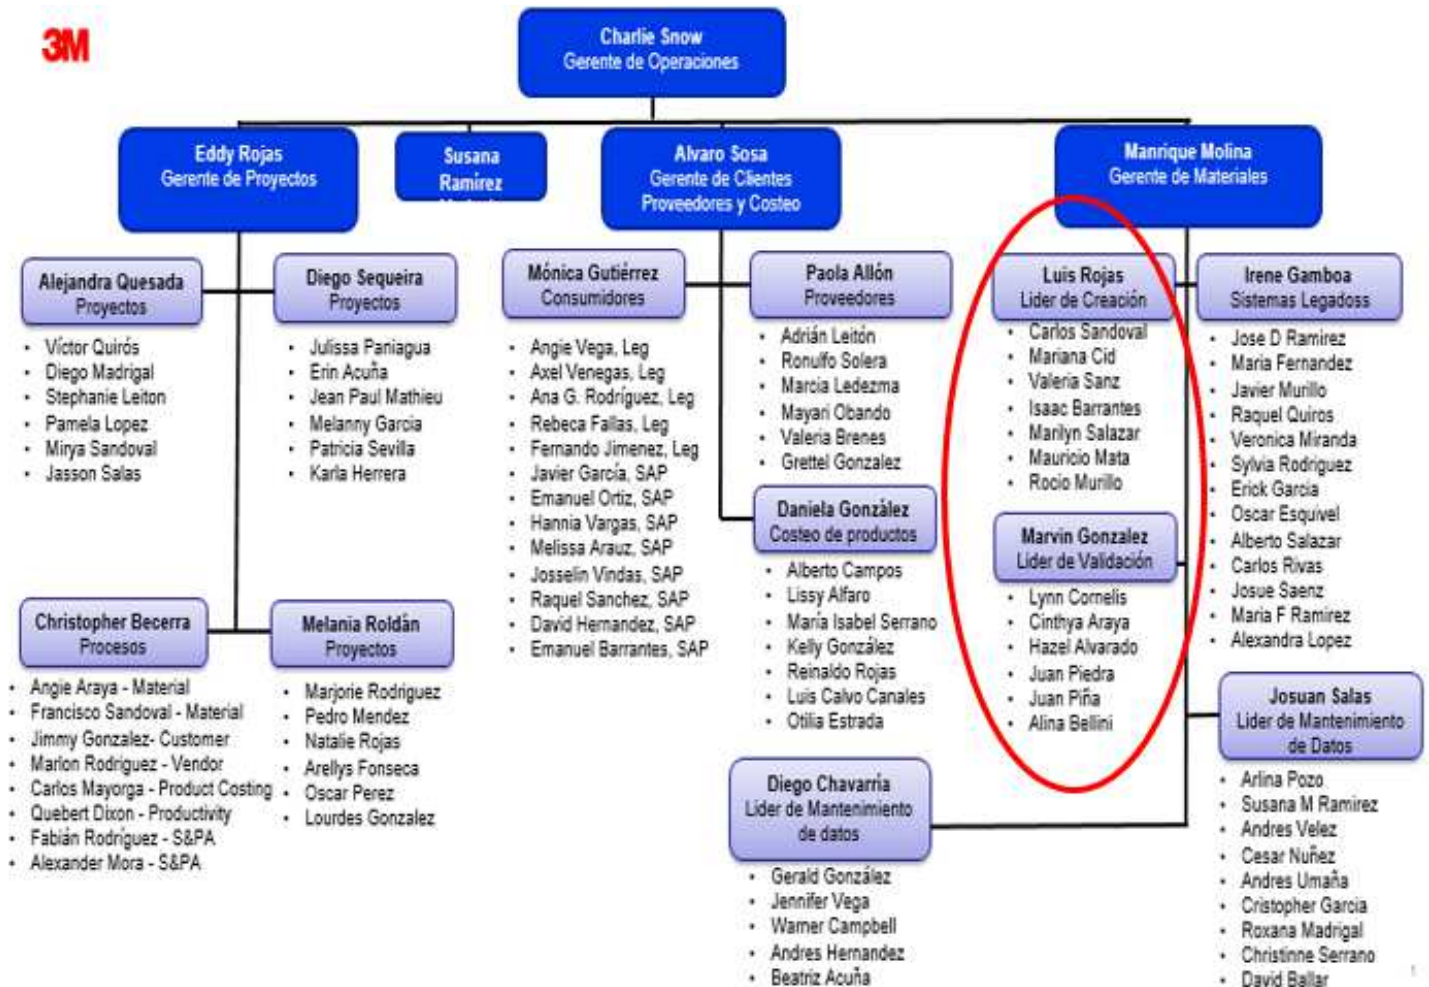 3M
Charlie Snow
Gerente de Operaciones
Eddy Rojas
Gerente de Proyectos
Susana
Ramírez
Alvaro Sosa
Gerente de Clientes
Proveedores y Costeo
Manrique Molina
Gerente de Materiales
Alejandra Quesada
Proyectos
• Víctor Quirós
• Diego Madrigal
• Stephanie Leiton
• Pamela Lopez
• Mirya Sandoval
• Jasson Salas
Diego Sequeira
Proyectos
• Julissa Paniagua
• Erin Acuña
• Jean Paul Mathieu
• Melanny Garcia
• Patricia Sevilla
• Karla Herrera
Christopher Becerra
Procesos
• Angie Araya - Material
• Francisco Sandoval - Material
• Jimmy Gonzalez- Customer
• Marlon Rodriguez - Vendor
• Carlos Mayorga - Product Costing
• Quebert Dixon - Productivity
• Fabián Rodríguez - S&PA
• Alexander Mora - S&PA
Melania Roldán
Proyectos
• Marjorie Rodriguez
• Pedro Mendez
• Natalie Rojas
• Arellys Fonseca
• Oscar Perez
• Lourdes Gonzalez
Mónica Gutiérrez
Consumidores
• Angie Vega, Leg
• Axel Venegas, Leg
• Ana G. Rodríguez, Leg
• Rebeca Fallas, Leg
• Fernando Jimenez, Leg
• Javier García, SAP
• Emanuel Ortiz, SAP
• Hannia Vargas, SAP
• Melissa Arauz, SAP
• Josselin Vindas, SAP
• Raquel Sanchez, SAP
• David Hernandez, SAP
• Emanuel Barrantes, SAP
Paola Allón
Proveedores
• Adrián Leitón
• Ronulfo Solera
• Marcia Ledezma
• Mayari Obando
• Valeria Brenes
• Grettel Gonzalez
Daniela González
Costeo de productos
• Alberto Campos
• Lissy Alfaro
• María Isabel Serrano
• Kelly González
• Reinaldo Rojas
• Luis Calvo Canales
• Otilia Estrada
Luis Rojas
Lider de Creación
• Carlos Sandoval
• Mariana Cid
• Valeria Sanz
• Isaac Barrantes
• Marilyn Salazar
• Mauricio Mata
• Rocio Murillo
Marvin Gonzalez
Lider de Validación
• Lynn Cornelis
• Cinthya Araya
• Hazel Alvarado
• Juan Piedra
• Juan Piña
• Alina Bellini
Irene Gamboa
Sistemas Legadoss
• Jose D Ramirez
• Maria Fernandez
• Javier Murillo
• Raquel Quiros
• Veronica Miranda
• Sylvia Rodriguez
• Erick Garcia
• Oscar Esquivel
• Alberto Salazar
• Carlos Rivas
• Josue Saenz
• Maria F Ramirez
• Alexandra Lopez
Diego Chavarría
Lider de Mantenimiento
de datos
• Gerald González
• Jennifer Vega
• Warner Campbell
• Andres Hernandez
• Beatriz Acuña
Josuan Salas
Lider de Mantenimiento
de Datos
• Arlina Pozo
• Susana M Ramirez
• Andres Velez
• Cesar Nuñez
• Andres Umaña
• Cristopher Garcia
• Roxana Madrigal
• Christinne Serrano
• David Ballar